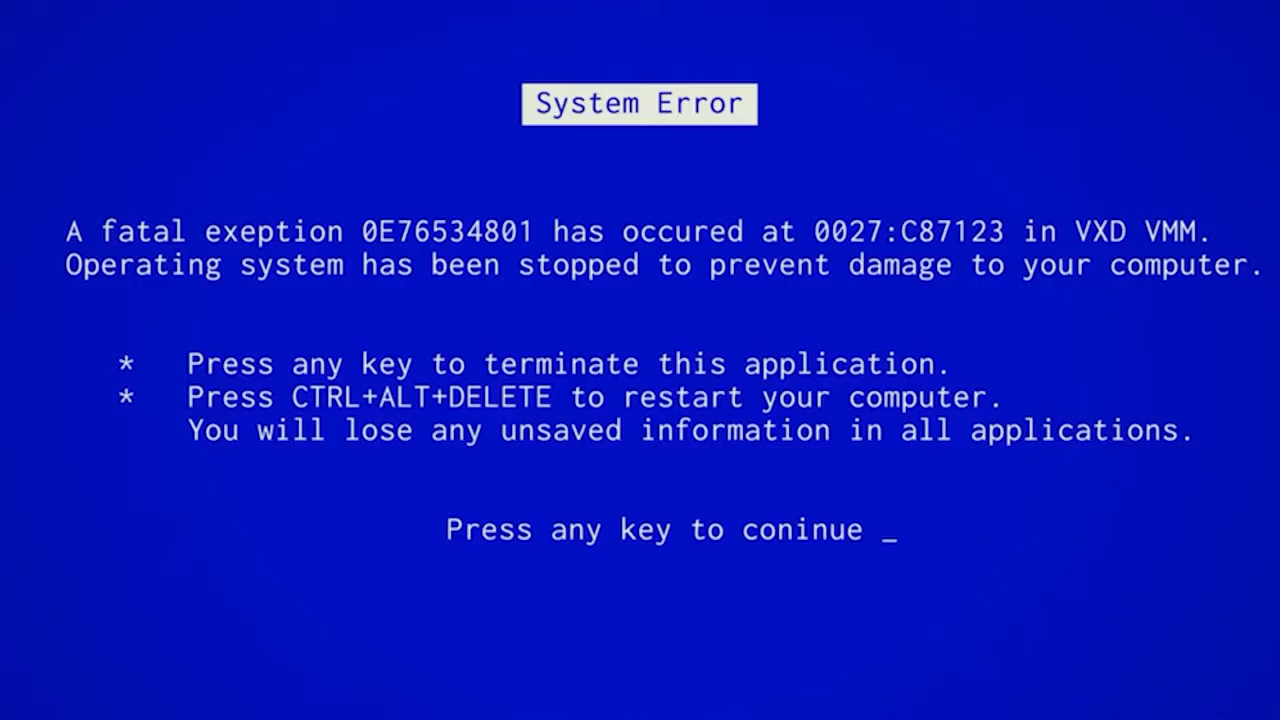 System Error
A fatal exeption 0E76534801 has occured at 0027:C87123 in VXD VMM.
Operating system has been stopped to prevent damage to your computer.
* Press any key to terminate this application.
* Press CTRL+ALT+DELETE to restart your computer.
You will lose any unsaved information in all applications.
Press any key to coninue _